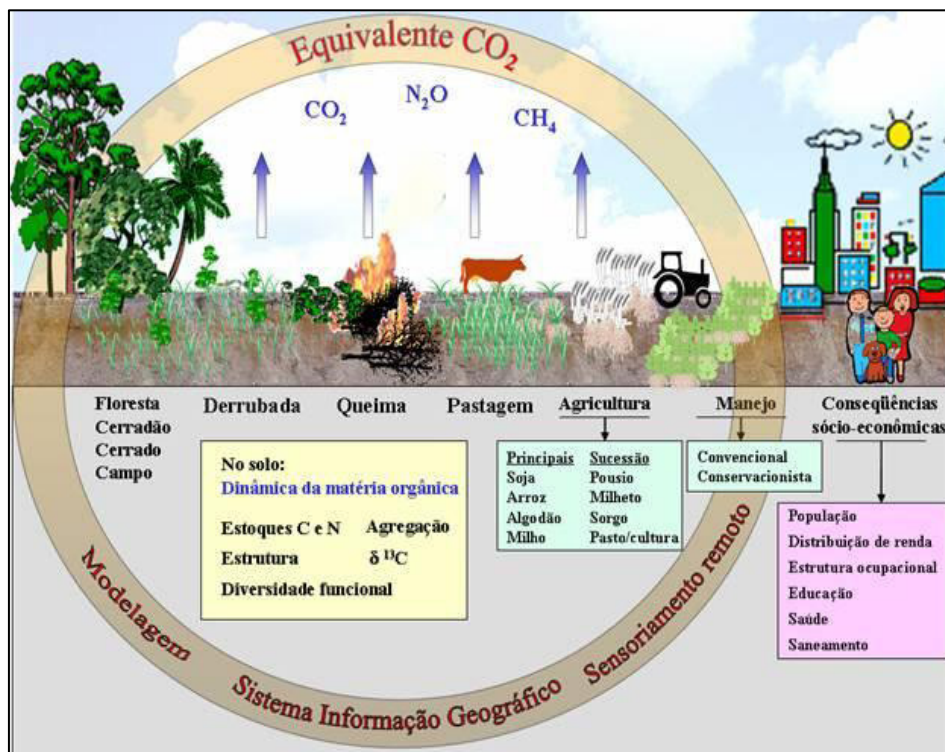 Equivalente CO₂
CO₂
N₂O
CH₄
Floresta
Cerradão
Cerrado
Campo
Derrubada
Queima
Pastagem
Agricultura
Manejo
Conseqüências
sócio-econômicas
No solo:
Dinâmica da matéria orgânica
Estoques C e N Agregação
Estrutura δ ¹³C
Diversidade funcional
Principais Sucessão
Soja Pousio
Arroz Milheto
Algodão Sorgo
Milho Pasto/cultura
Convencional
Conservacionista
População
Distribuição de renda
Estrutura ocupacional
Educação
Saúde
Saneamento
Modelagem
Sistema Informação Geográfico
Sensoriamento remoto